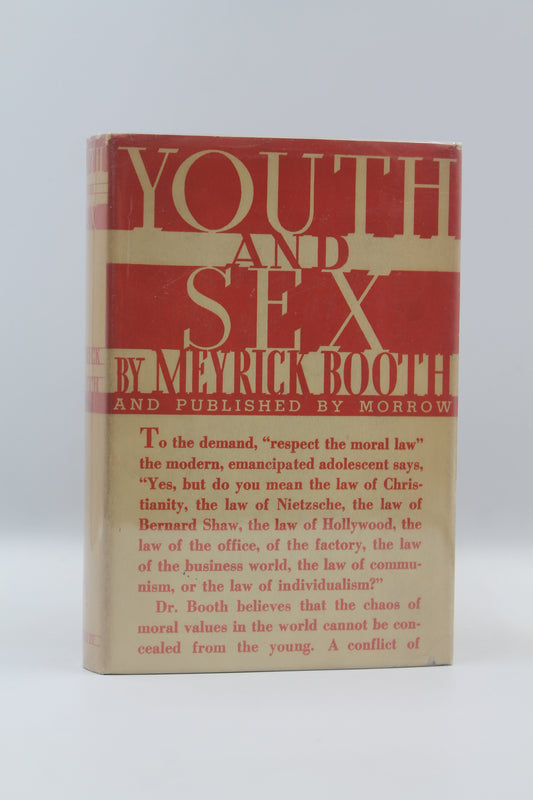 YOUTH
AND
SEX
BY MEYRICK BOOTH
AND PUBLISHED BY MORROW
To the demand, “respect the moral law”
the modern, emancipated adolescent says,
“Yes, but do you mean the law of Chris-
tianity, the law of Nietzsche, the law of
Bernard Shaw, the law of Hollywood, the
law of the office, of the factory, the law
of the business world, the law of commu-
nism, or the law of individualism?”
Dr. Booth believes that the chaos of
moral values in the world cannot be con-
cealed from the young. A conflict of